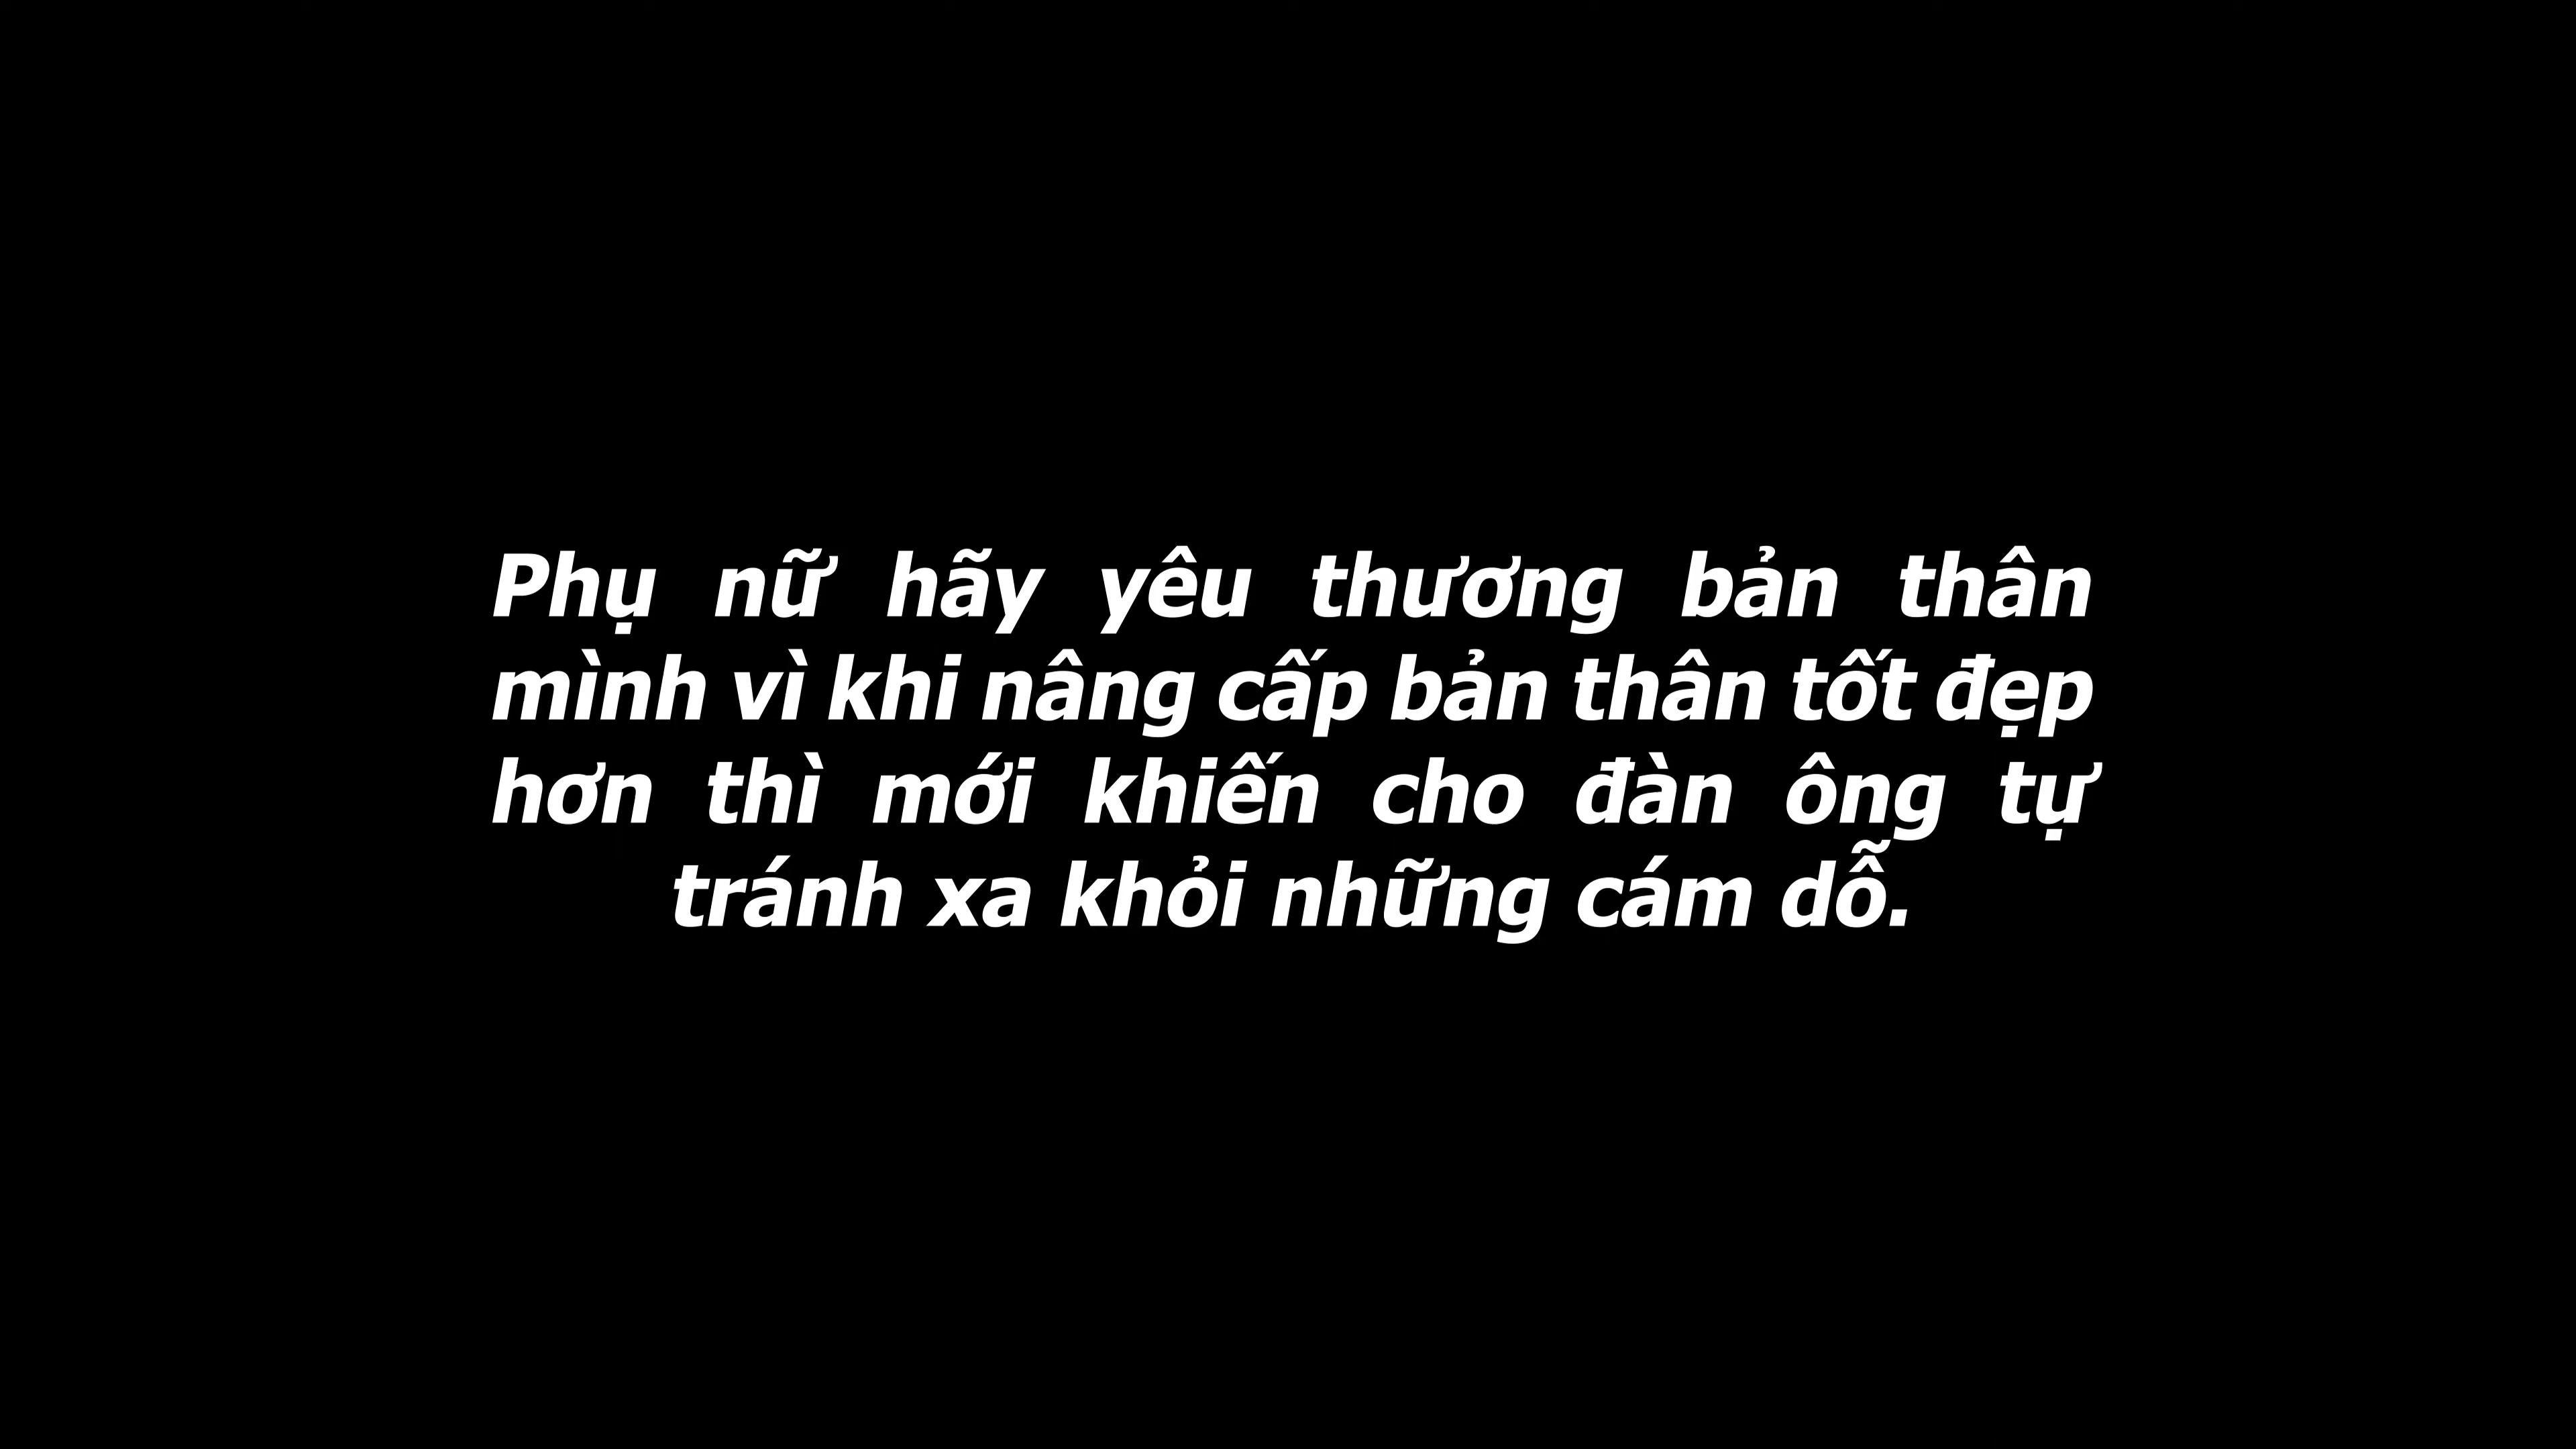 Phụ nữ hãy yêu thương bản thân
mình vì khi nâng cấp bản thân tốt đẹp
hơn thì mới khiến cho đàn ông tự
tránh xa khỏi những cám dỗ.